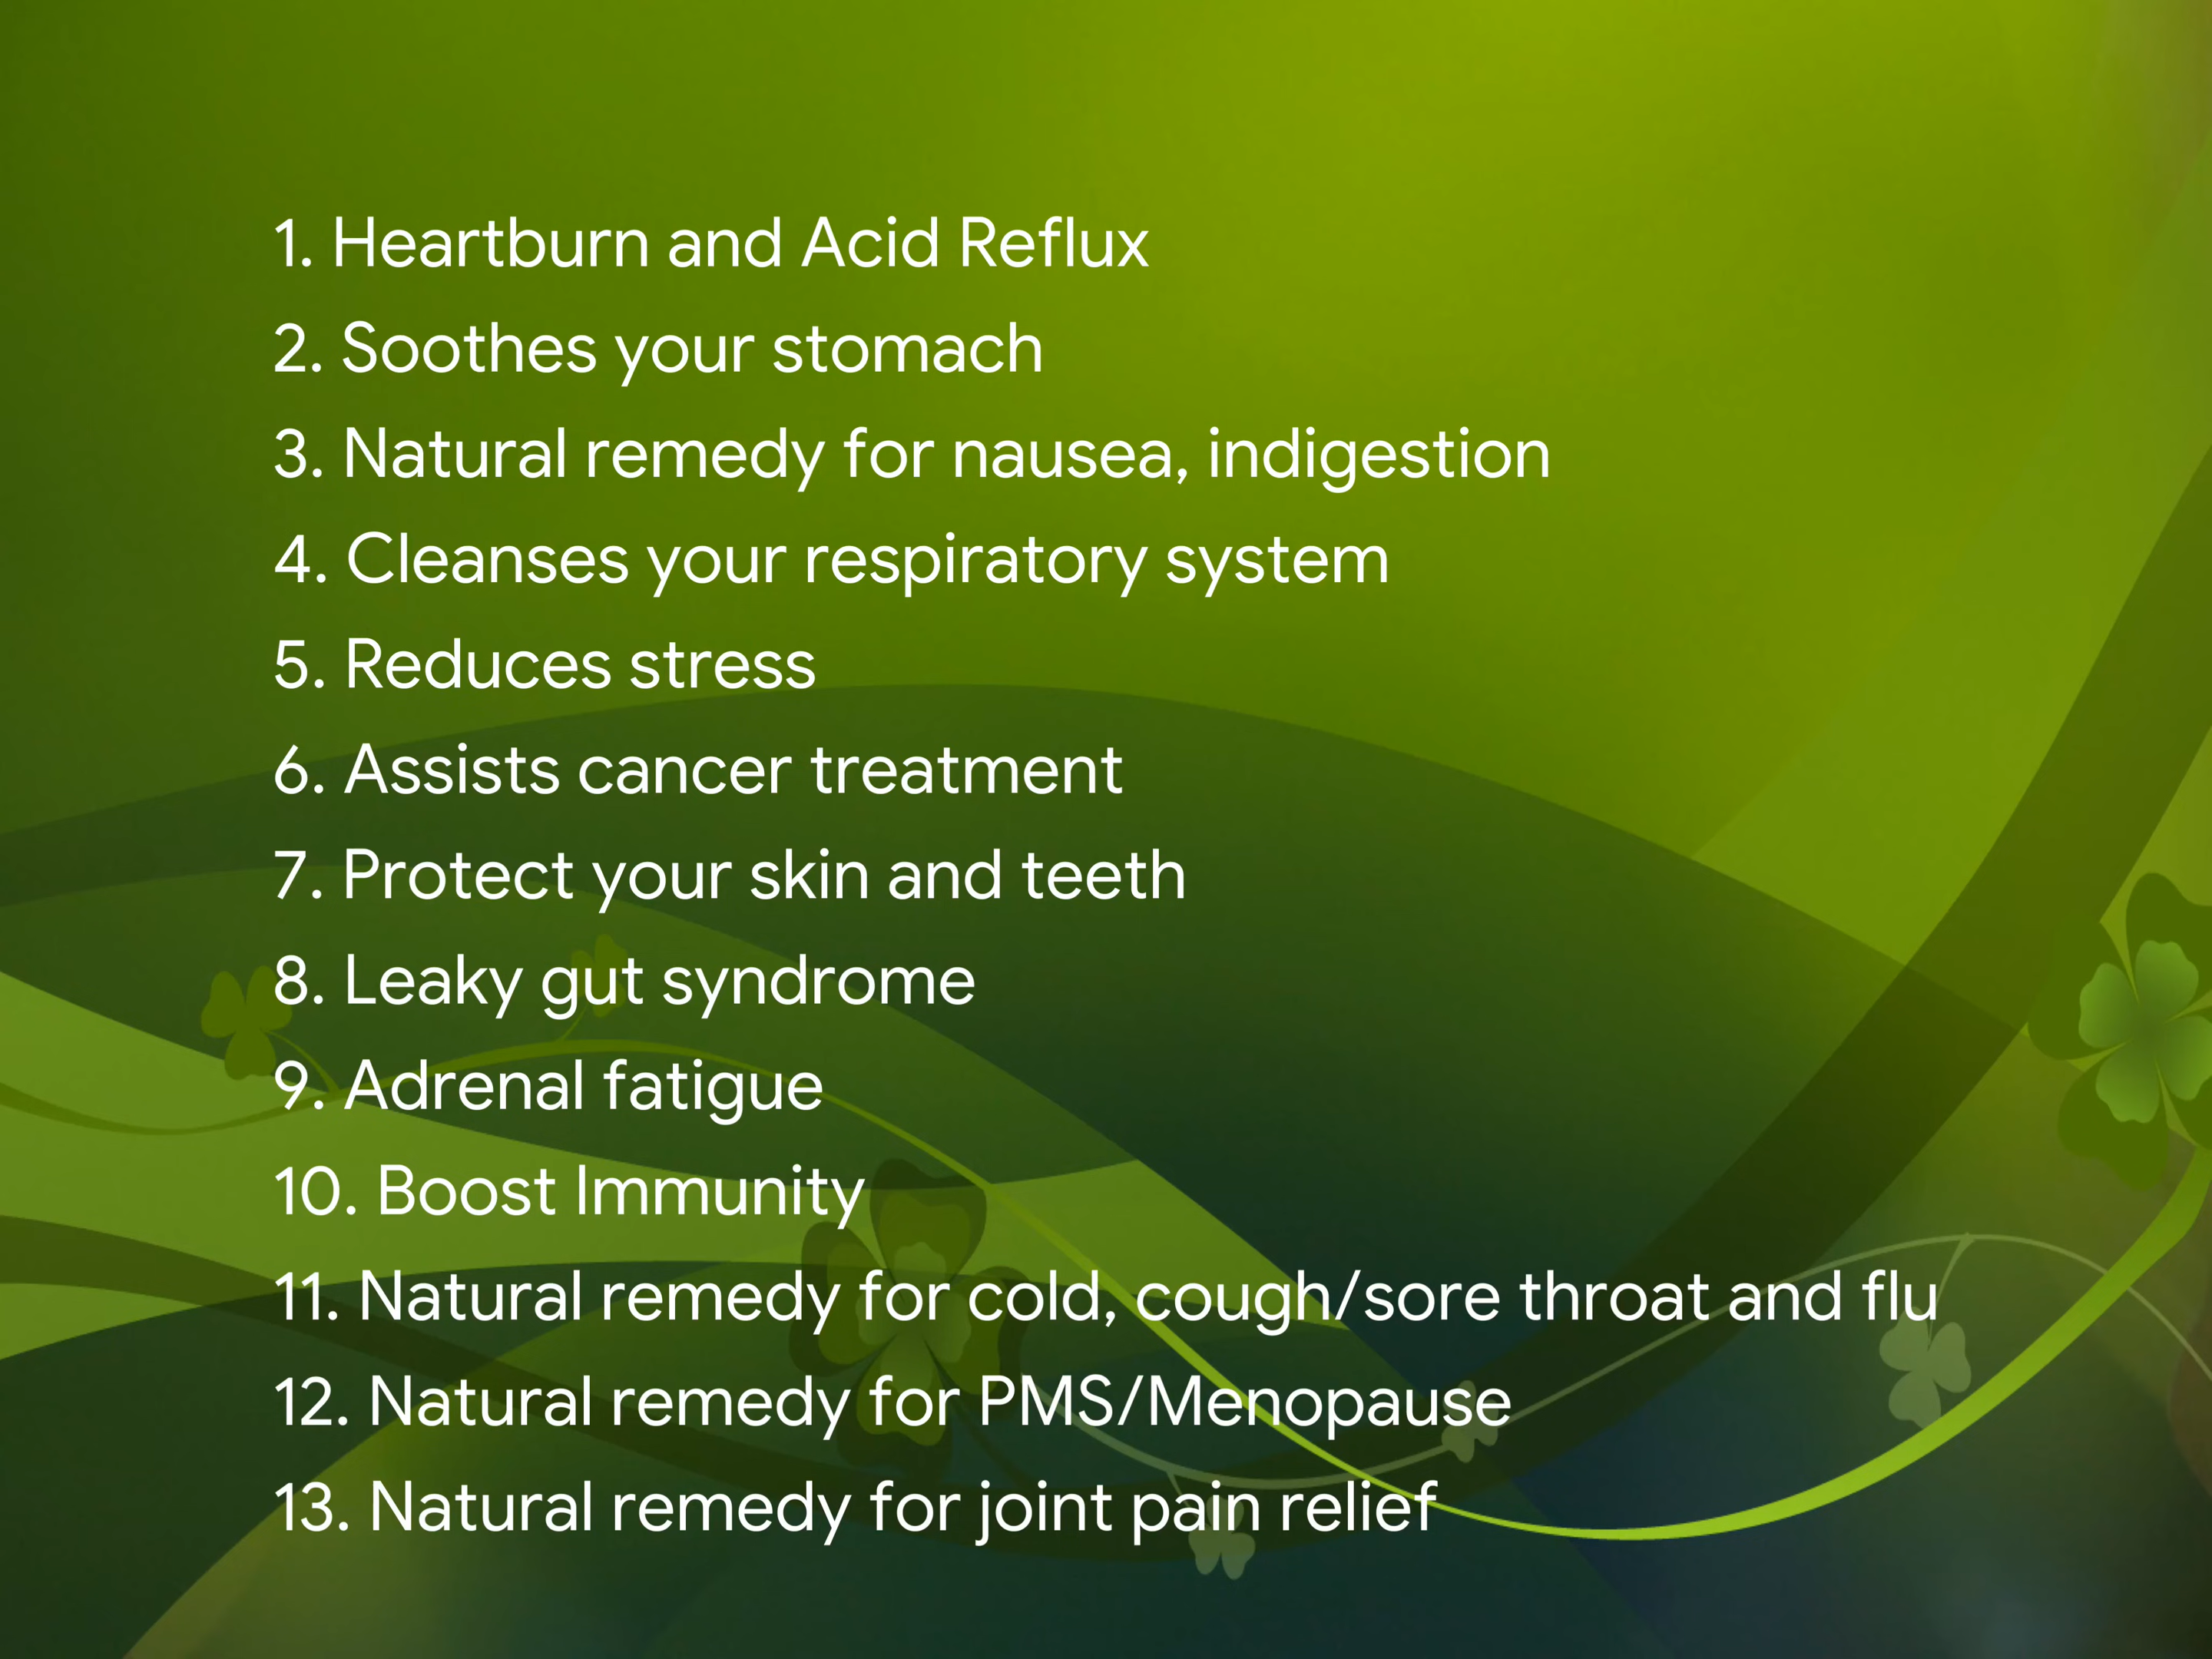 1. Heartburn and Acid Reflux
2. Soothes your stomach
3. Natural remedy for nausea, indigestion
4. Cleanses your respiratory system
5. Reduces stress
6. Assists cancer treatment
7. Protect your skin and teeth
8. Leaky gut syndrome
9. Adrenal fatigue
10. Boost Immunity
11. Natural remedy for cold, cough/sore throat and flu
12. Natural remedy for PMS/Menopause
13. Natural remedy for joint pain relief